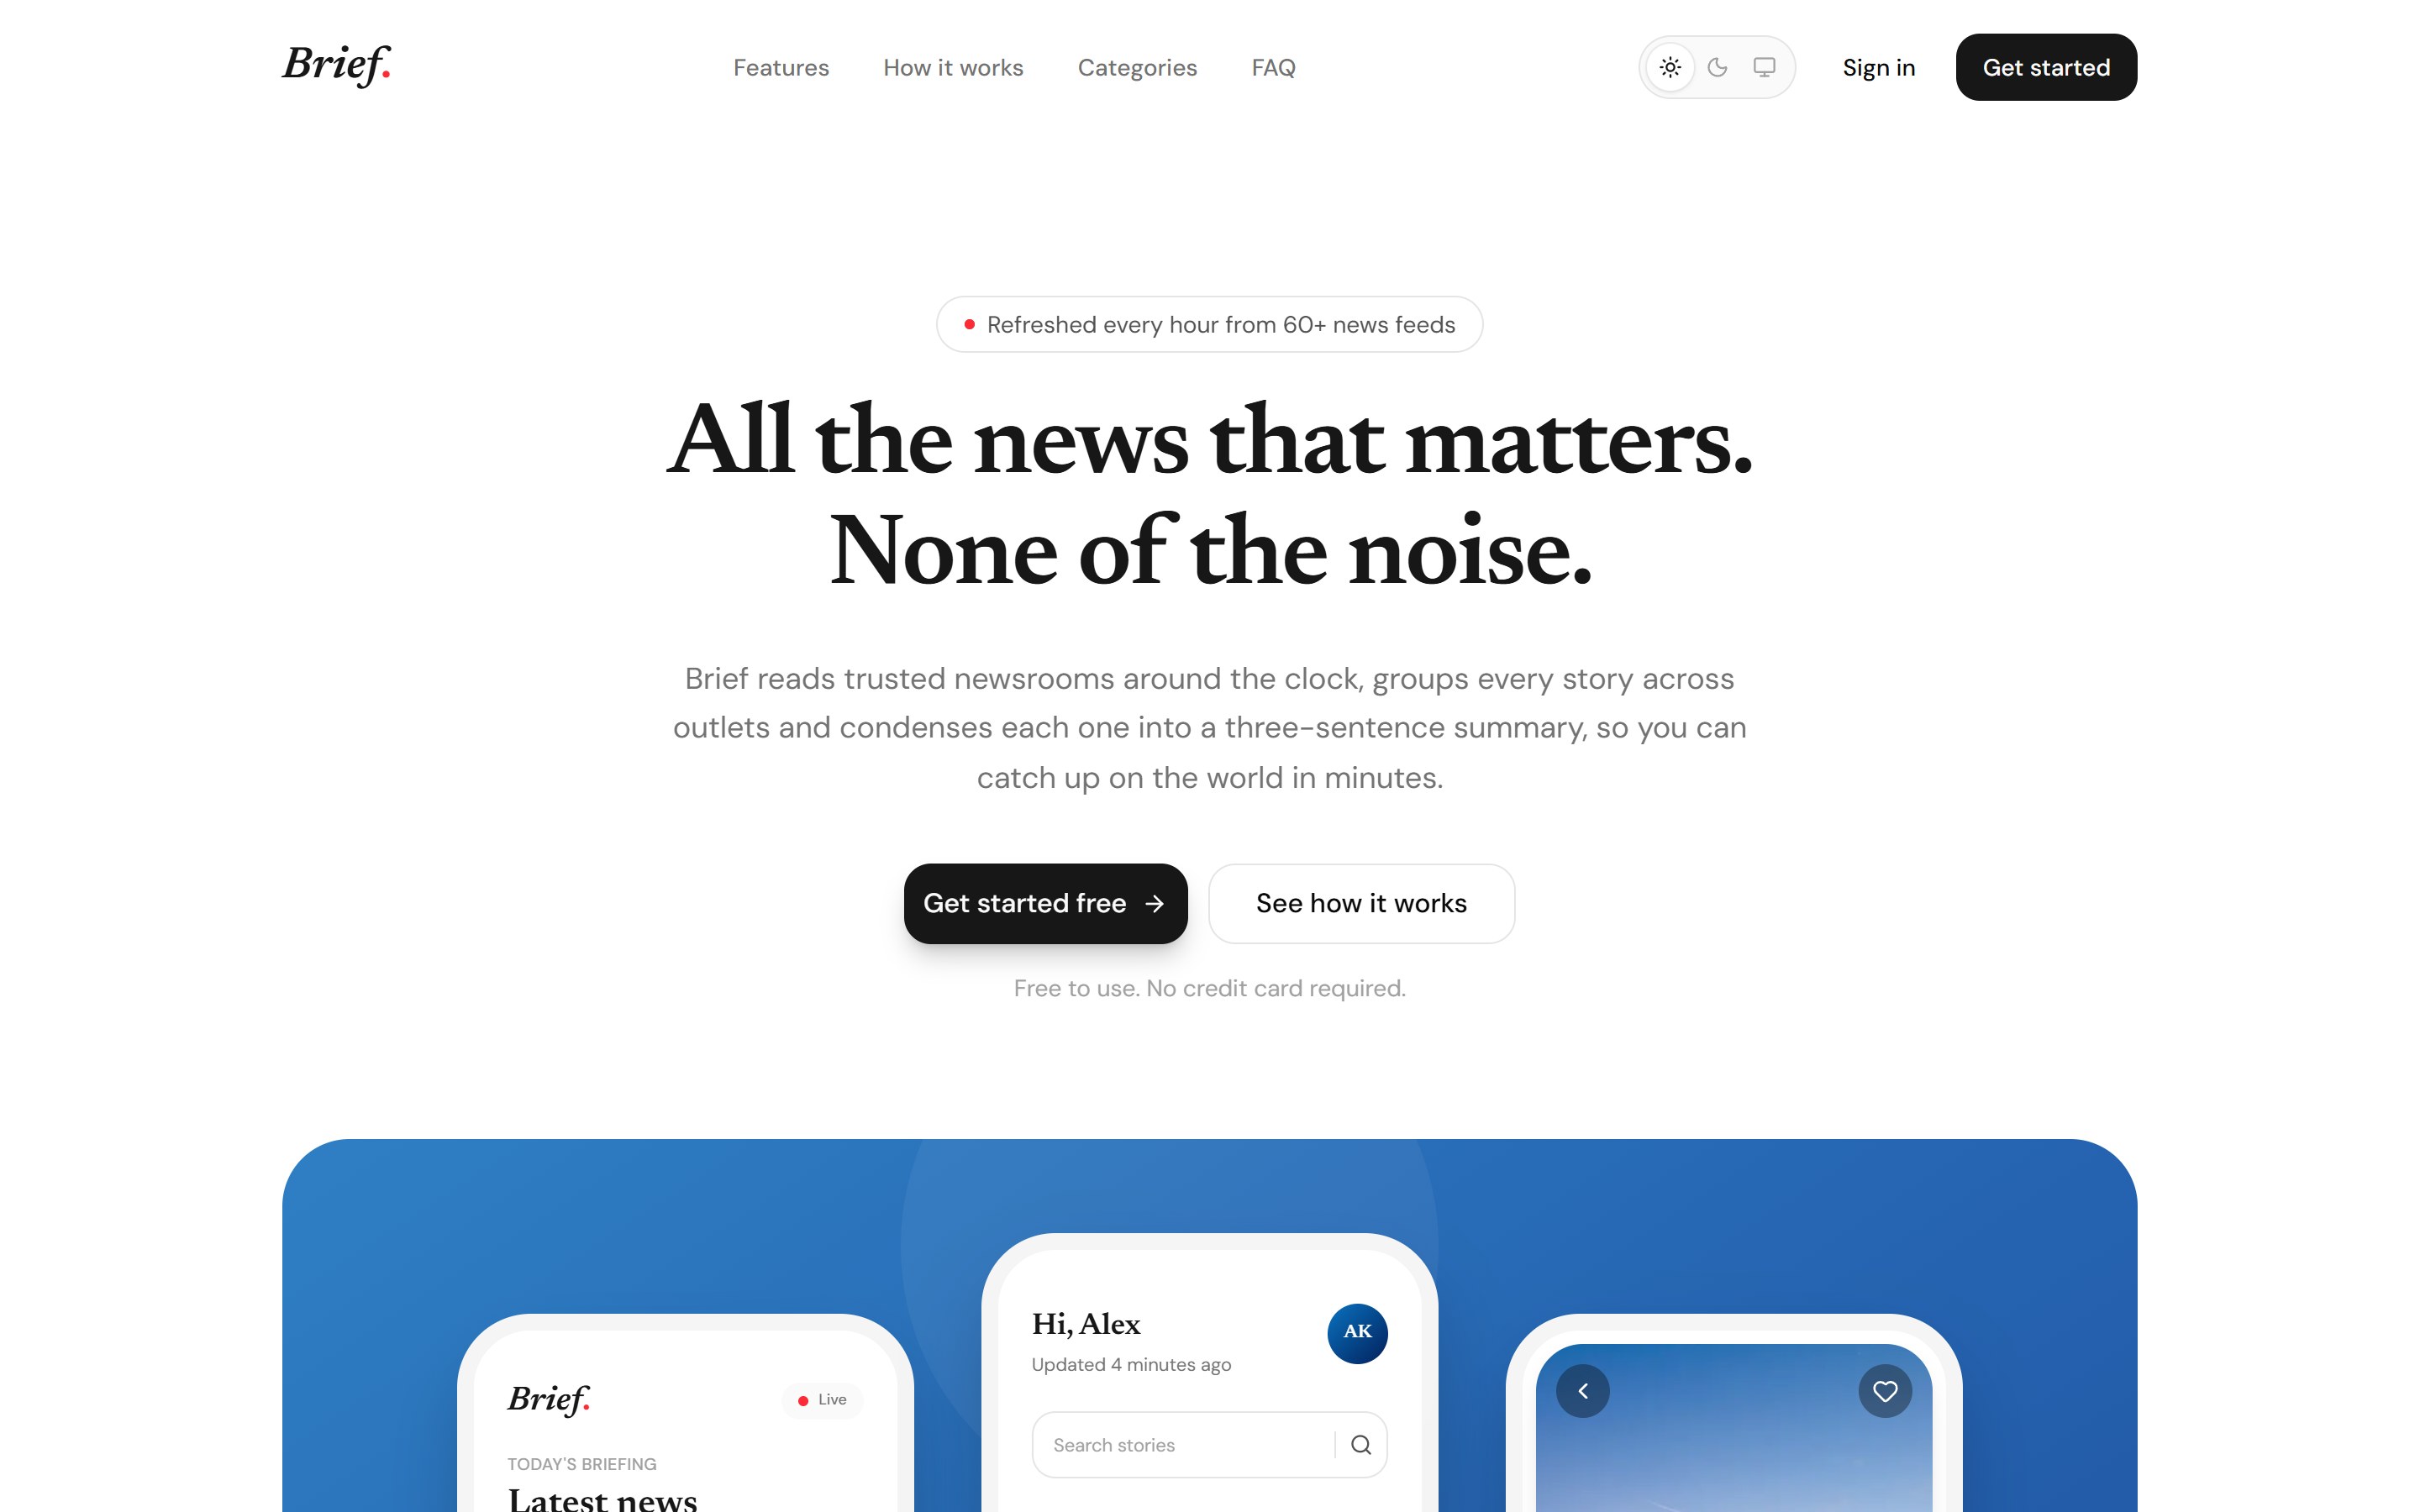 Brief.
Features
How it works
Categories
FAQ
Sign in
Get started
Refreshed every hour from 60+ news feeds
All the news that matters.
None of the noise.
Brief reads trusted newsrooms around the clock, groups every story across
outlets and condenses each one into a three-sentence summary, so you can
catch up on the world in minutes.
Get started free
See how it works
Free to use. No credit card required.
Brief.
Live
TODAY'S BRIEFING
Latest news
Hi, Alex
AK
Updated 4 minutes ago
Search stories